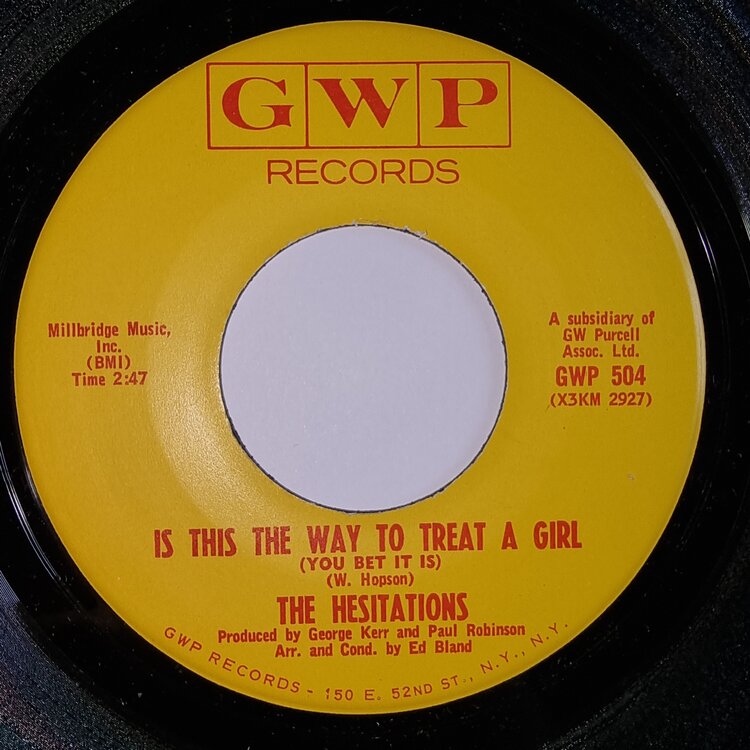 GWP
RECORDS
Millbridge Music,
Inc.
(BMI)
Time 2:47
A subsidiary of
GW Purcell
Assoc. Ltd.
GWP 504
(X3KM 2927)
IS THIS THE WAY TO TREAT A GIRL
(YOU BET IT IS)
(W. Hopson)
THE HESITATIONS
Produced by George Kerr and Paul Robinson
Arr. and Cond. by Ed Bland
GWP RECORDS - 150 E. 52ND ST., N.Y., N.Y.